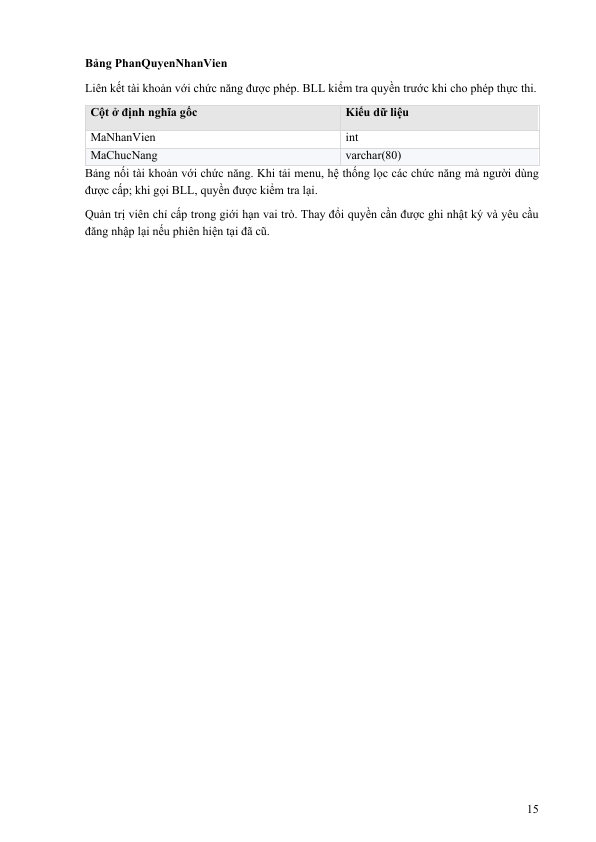 Bảng PhanQuyenNhanVien
Liên kết tài khoản với chức năng được phép. BLL kiểm tra quyền trước khi cho phép thực thi.
Cột ở định nghĩa gốc Kiểu dữ liệu
MaNhanVien int
MaChucNang varchar(80)
Bảng nối tài khoản với chức năng. Khi tải menu, hệ thống lọc các chức năng mà người dùng
được cấp; khi gọi BLL, quyền được kiểm tra lại.
Quản trị viên chỉ cấp trong giới hạn vai trò. Thay đổi quyền cần được ghi nhật ký và yêu cầu
đăng nhập lại nếu phiên hiện tại đã cũ.
15